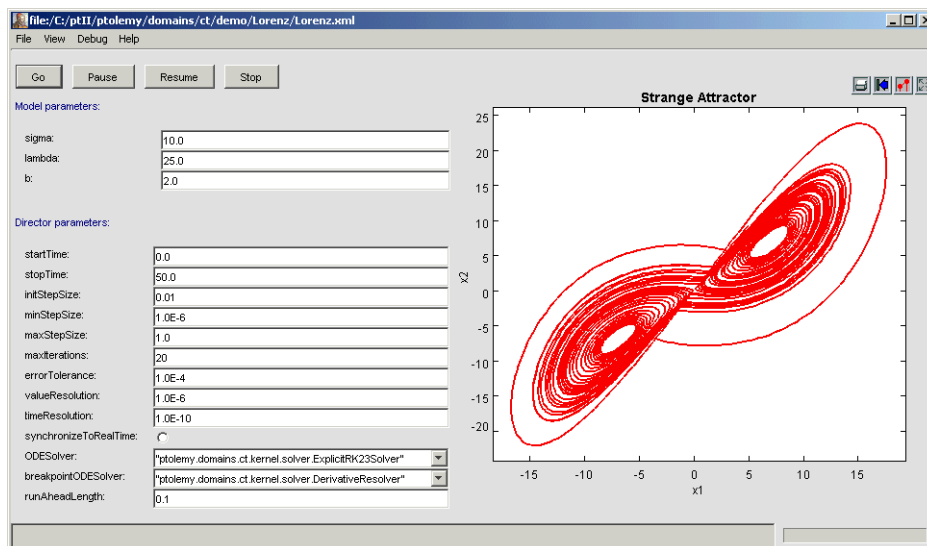 file:/C:/ptII/ptolemy/domains/ct/demo/Lorenz/Lorenz.xml
File View Debug Help
Go Pause Resume Stop
Model parameters:
sigma: 10.0
lambda: 25.0
b: 2.0
Director parameters:
startTime: 0.0
stopTime: 50.0
initStepSize: 0.01
minStepSize: 1.0E-6
maxStepSize: 1.0
maxIterations: 20
errorTolerance: 1.0E-4
valueResolution: 1.0E-6
timeResolution: 1.0E-10
synchronizeToRealTime:
ODESolver: "ptolemy.domains.ct.kernel.solver.ExplicitRK23Solver"
breakpointODESolver: "ptolemy.domains.ct.kernel.solver.DerivativeResolver"
runAheadLength: 0.1
Strange Attractor
25
20
15
10
5
0
-5
-10
-15
-20
x2
-15 -10 -5 0 5 10 15
x1